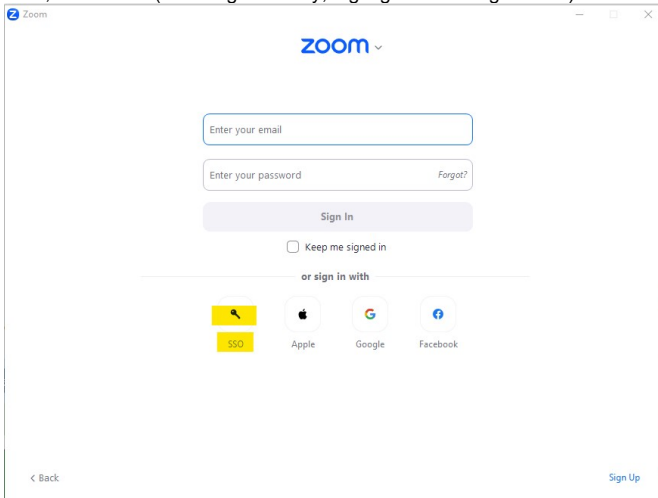 Zoom
zoom
Enter your email
Enter your password Forgot?
Sign In
Keep me signed in
or sign in with
SSO Apple Google Facebook
< Back Sign Up